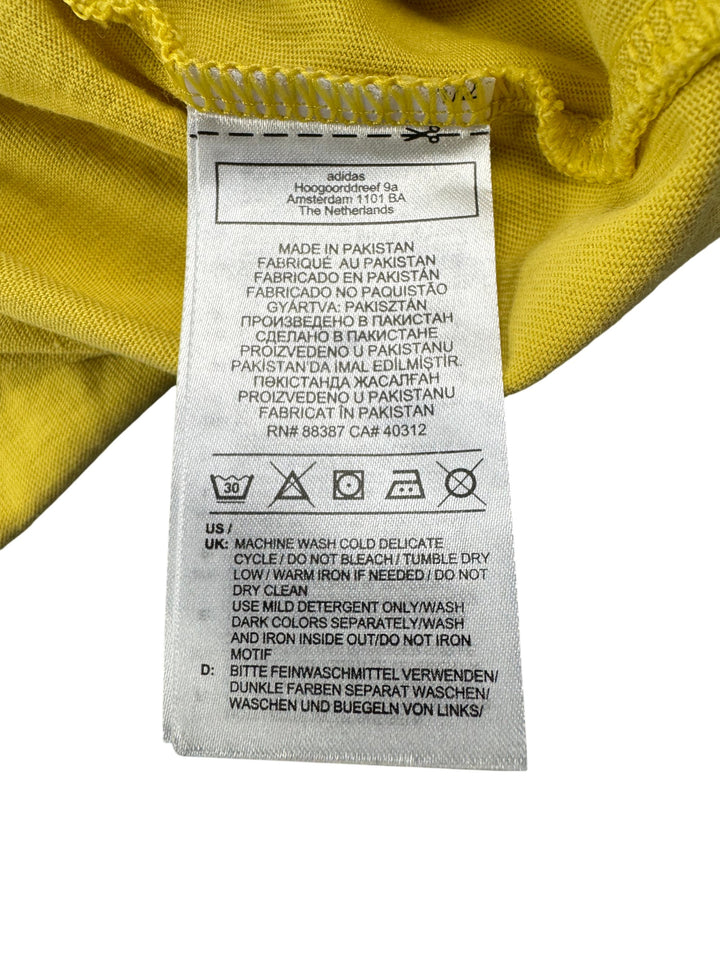 adidas
Hoogoorddreef 9a
Amsterdam 1101 BA
The Netherlands
MADE IN PAKISTAN
FABRIQUÉ AU PAKISTAN
FABRICADO EN PAKISTÁN
FABRICADO NO PAQUISTÃO
GYÁRTVA: PAKISZTÁN
ПРОИЗВЕДЕНО В ПАКИСТАН
СДЕЛАНО В ПАКИСТАНЕ
PROIZVEDENO U PAKISTANU
PAKİSTAN'DA IMAL EDİLMİŞTİR.
ПӘКІСТАНДА ЖАСАЛҒАН
PROIZVEDENO U PAKISTANU
FABRICAT ÎN PAKISTAN
RN# 88387 CA# 40312
30
US /
UK: MACHINE WASH COLD DELICATE
CYCLE / DO NOT BLEACH / TUMBLE DRY
LOW / WARM IRON IF NEEDED / DO NOT
DRY CLEAN
USE MILD DETERGENT ONLY/WASH
DARK COLORS SEPARATELY/WASH
AND IRON INSIDE OUT/DO NOT IRON
MOTIF
D: BITTE FEINWASCHMITTEL VERWENDEN/
DUNKLE FARBEN SEPARAT WASCHEN/
WASCHEN UND BUEGELN VON LINKS/